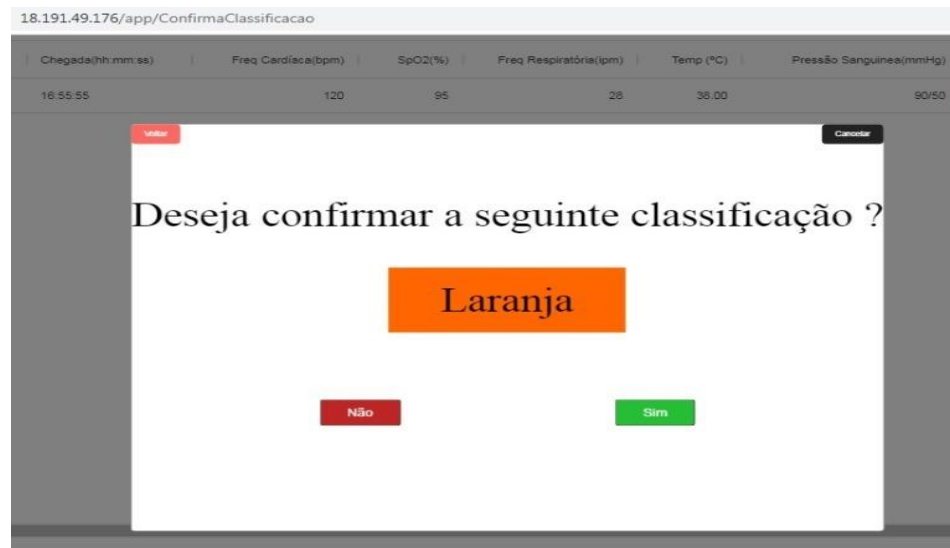 18.191.49.176/app/ConfirmaClassificacao
Chegada(hh:mm:ss) Freq Cardíaca(bpm) SpO2(%) Freq Respiratória(ipm) Temp (ºC) Pressão Sanguinea(mmHg)
16:55:55 120 95 28 38.00 90/50
Voltar Cancelar
Deseja confirmar a seguinte classificação ?
Laranja
Não Sim